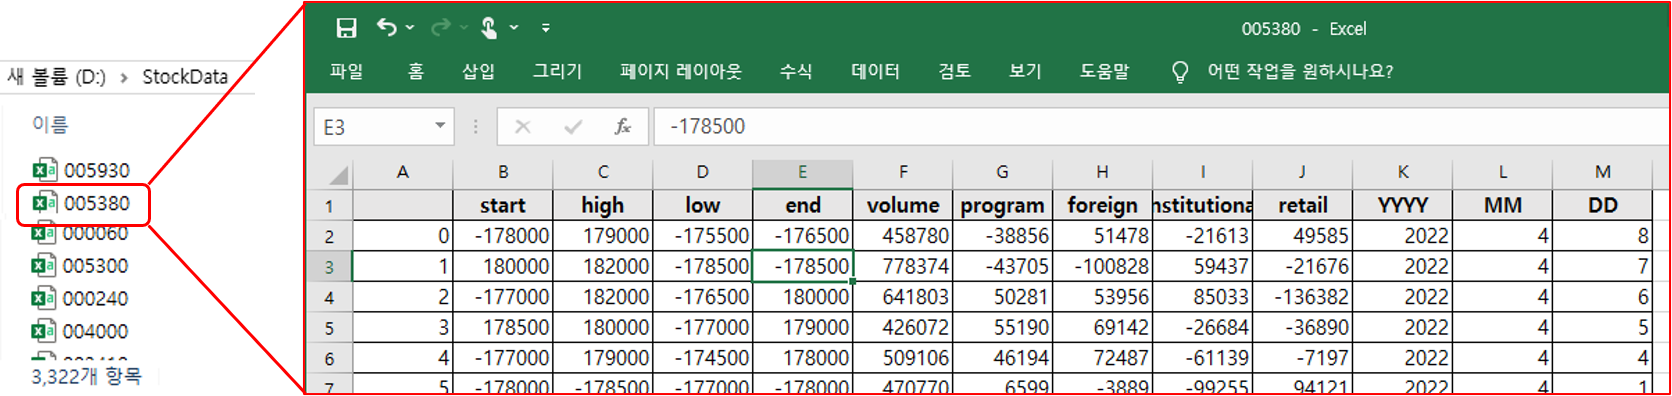 새 볼륨 (D:) > StockData
이름
005930
005380
000060
005300
000240
004000
3,322개 항목
005380 - Excel
파일 홈 삽입 그리기 페이지 레이아웃 수식 데이터 검토 보기 도움말 어떤 작업을 원하시나요?
E3 fx -178500
A B C D E F G H I J K L M
1 start high low end volume program foreign nstitutiona retail YYYY MM DD
2 0 -178000 179000 -175500 -176500 458780 -38856 51478 -21613 49585 2022 4 8
3 1 180000 182000 -178500 -178500 778374 -43705 -100828 59437 -21676 2022 4 7
4 2 -177000 182000 -176500 180000 641803 50281 53956 85033 -136382 2022 4 6
5 3 178500 180000 -177000 179000 426072 55190 69142 -26684 -36890 2022 4 5
6 4 -177000 179000 -174500 178000 509106 46194 72487 -61139 -7197 2022 4 4
7 5 -178000 -178500 -177000 -178000 470770 6599 -3889 -99255 94121 2022 4 1